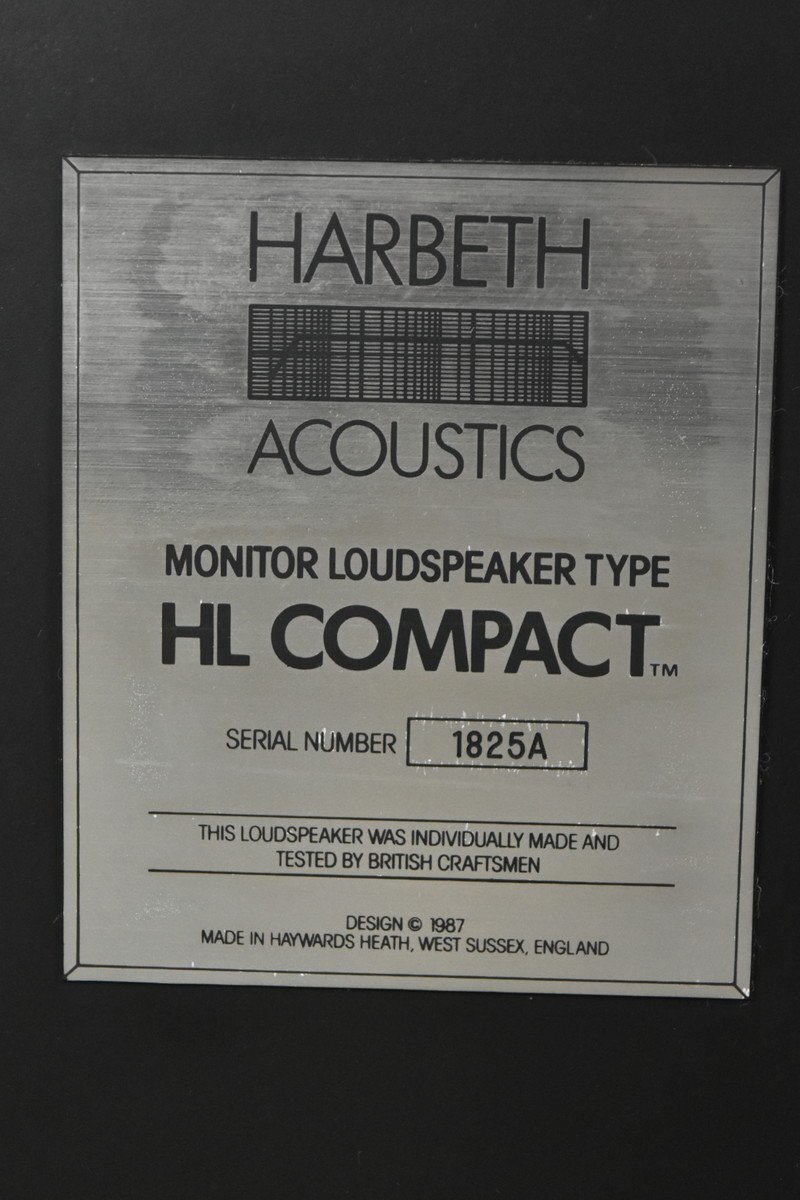 HARBETH
ACOUSTICS
MONITOR LOUDSPEAKER TYPE
HL COMPACT™
SERIAL NUMBER 1825A
THIS LOUDSPEAKER WAS INDIVIDUALLY MADE AND
TESTED BY BRITISH CRAFTSMEN
DESIGN © 1987
MADE IN HAYWARDS HEATH, WEST SUSSEX, ENGLAND